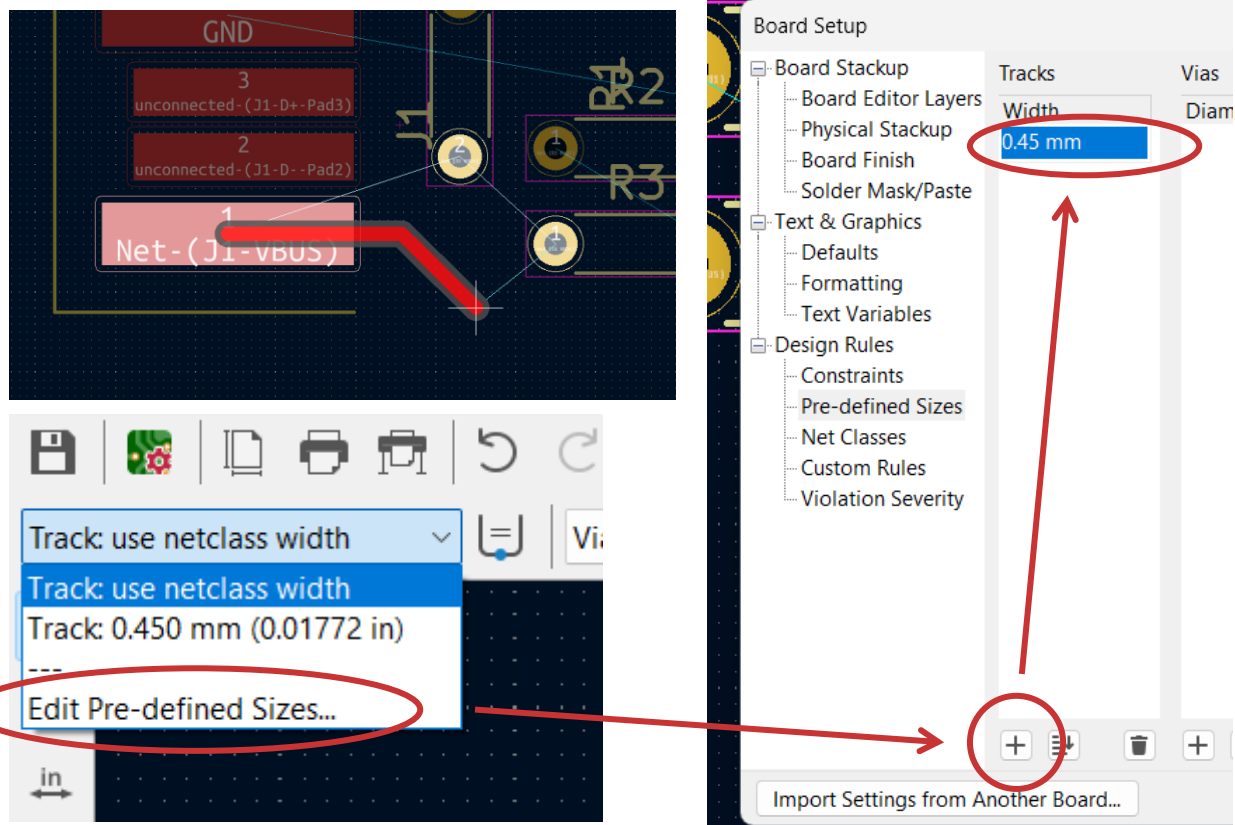 GND
3
unconnected-(J1-D+-Pad3)
2
unconnected-(J1-D--Pad2)
1
Net-(J1-VBUS)
J1
2
R1
R2
1
R3
1
Track: use netclass width
Track: use netclass width
Track: 0.450 mm (0.01772 in)
---
Edit Pre-defined Sizes...
in
Board Setup
Board Stackup
Board Editor Layers
Physical Stackup
Board Finish
Solder Mask/Paste
Text & Graphics
Defaults
Formatting
Text Variables
Design Rules
Constraints
Pre-defined Sizes
Net Classes
Custom Rules
Violation Severity
Tracks
Width
0.45 mm
Vias
Import Settings from Another Board...